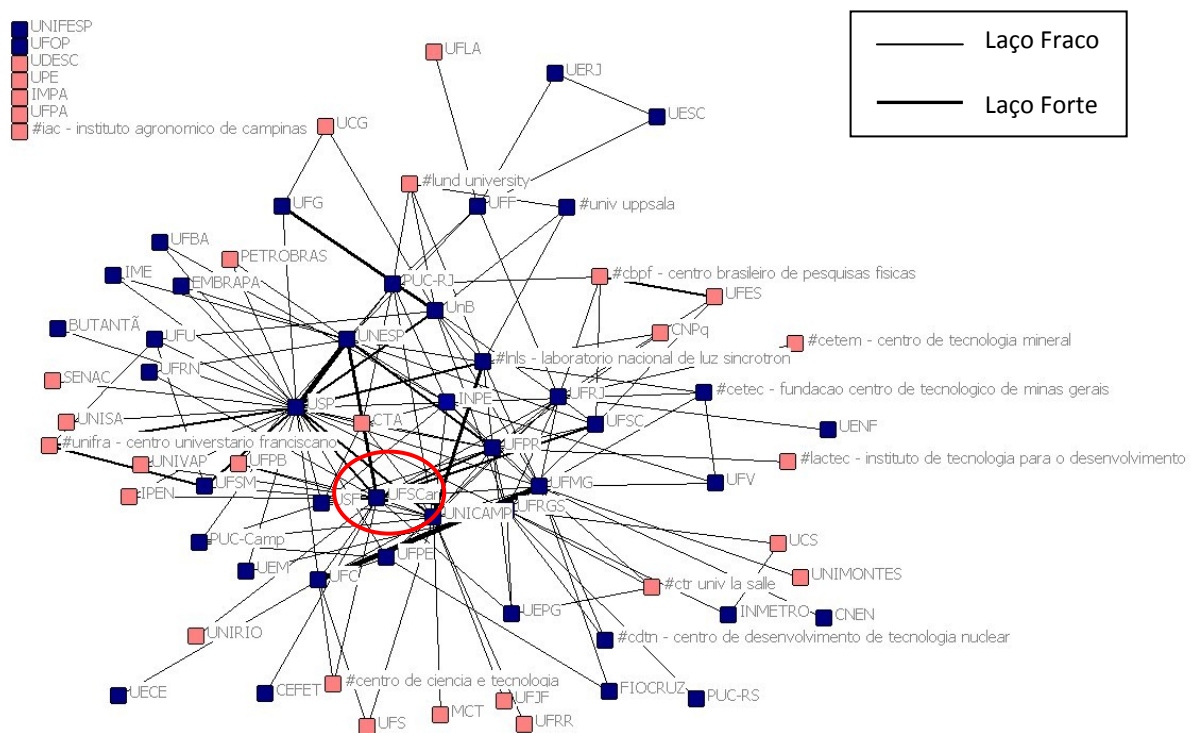 UNIFESP
UFOP
UDESC
UPE
IMPA
UFPA
#iac - instituto agronomico de campinas
Laço Fraco
Laço Forte
UFLA
UERJ
UESC
UCG
#lund university
UFG
UFF
#univ uppsala
UFBA
PETROBRAS
IME
EMBRAPA
PUC-RJ
#cbpf - centro brasileiro de pesquisas fisicas
UFES
UnB
BUTANTÃ
UFU
UNESP
CNPq
#cetem - centro de tecnologia mineral
#lnls - laboratorio nacional de luz sincrotron
UFRN
SENAC
USP
INPE
UFRJ
#cetec - fundacao centro de tecnologico de minas gerais
UNISA
CTA
UFSC
UENF
#unifra - centro universtario franciscano
UFPR
UNIVAP
UFPB
#lactec - instituto de tecnologia para o desenvolvimento
IPEN
UFSM
USF
UFSCar
UFMG
UFV
UNICAMP
UFRGS
PUC-Camp
UFPE
UCS
UEM
UFC
#ctr univ la salle
UNIMONTES
UEPG
INMETRO
CNEN
UNIRIO
#cdtn - centro de desenvolvimento de tecnologia nuclear
UECE
CEFET
#centro de ciencia e tecnologia
FIOCRUZ
PUC-RS
UFS
MCT
UFJF
UFRR